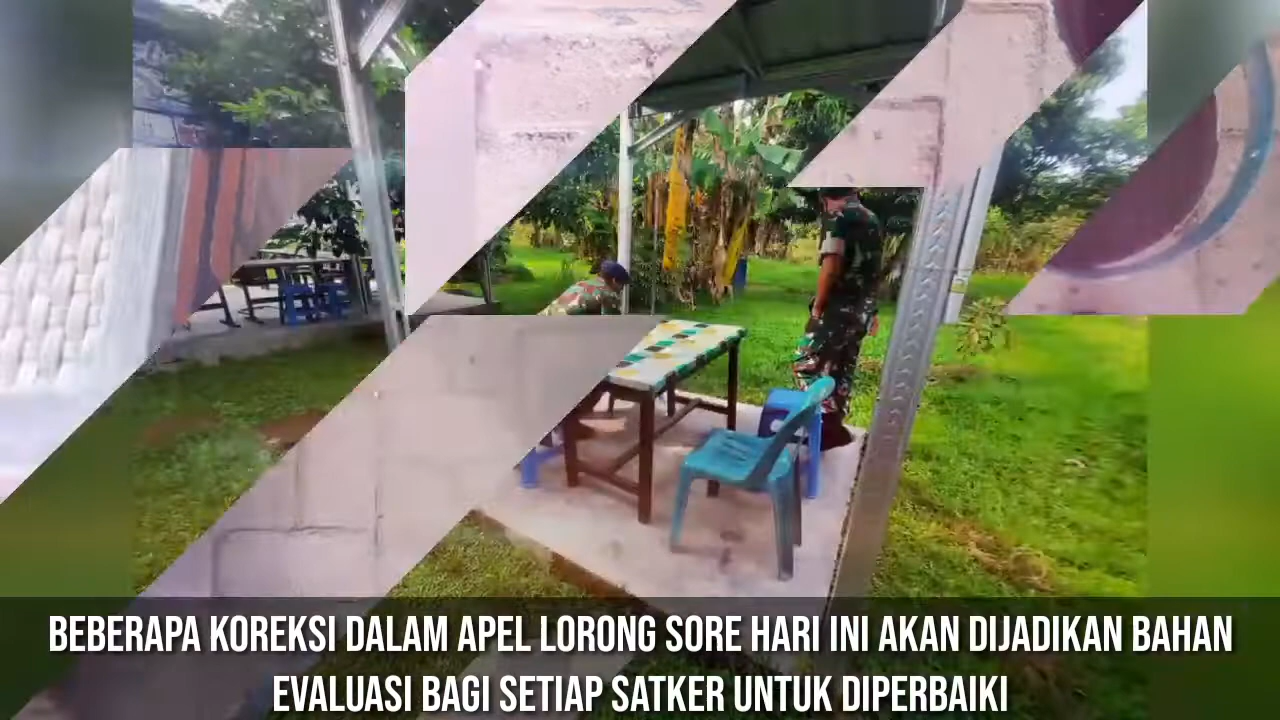 BEBERAPA KOREKSI DALAM APEL LORONG SORE HARI INI AKAN DIJADIKAN BAHAN
EVALUASI BAGI SETIAP SATKER UNTUK DIPERBAIKI